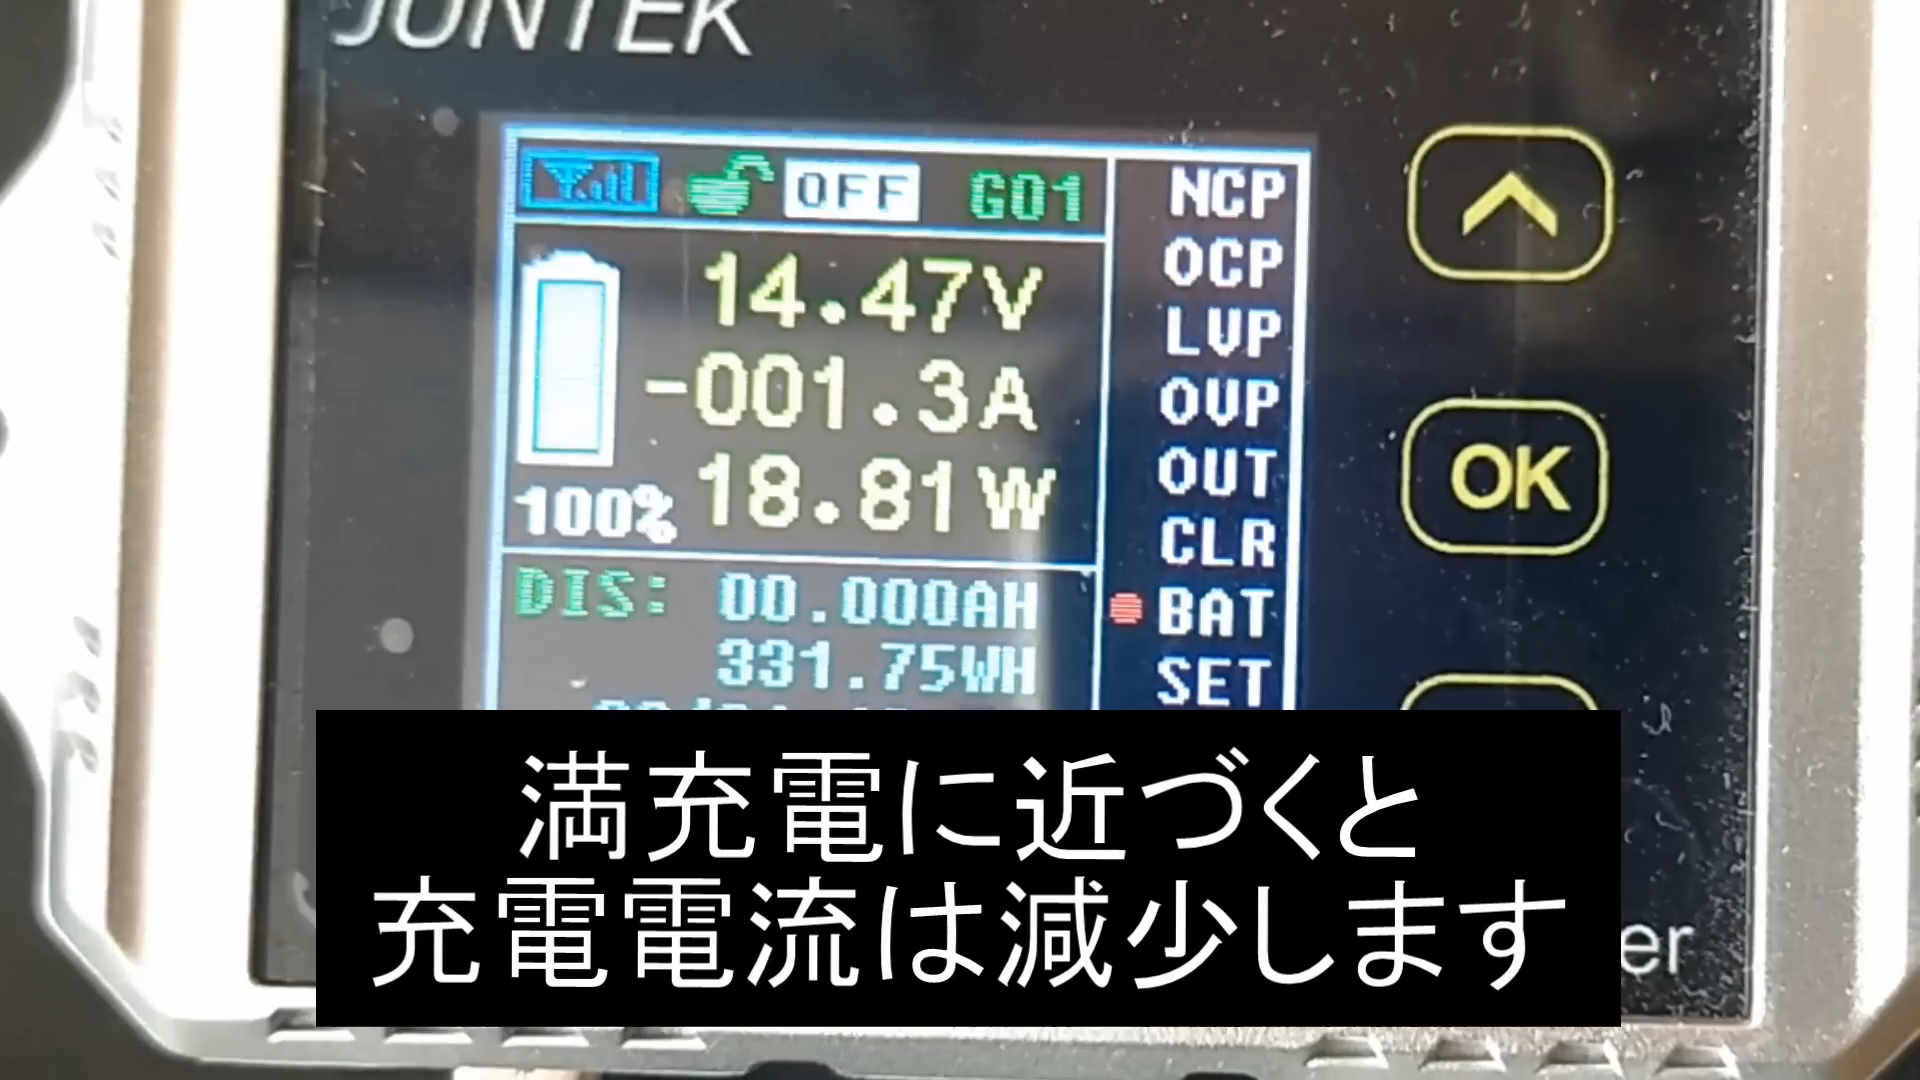 JUNTEK
OFF G01
14.47V
-001.3A
100% 18.81W
DIS: 00.000AH
331.75WH
NCP
OCP
LVP
OVP
OUT
CLR
BAT
SET
OK
満充電に近づくと
充電電流は減少します